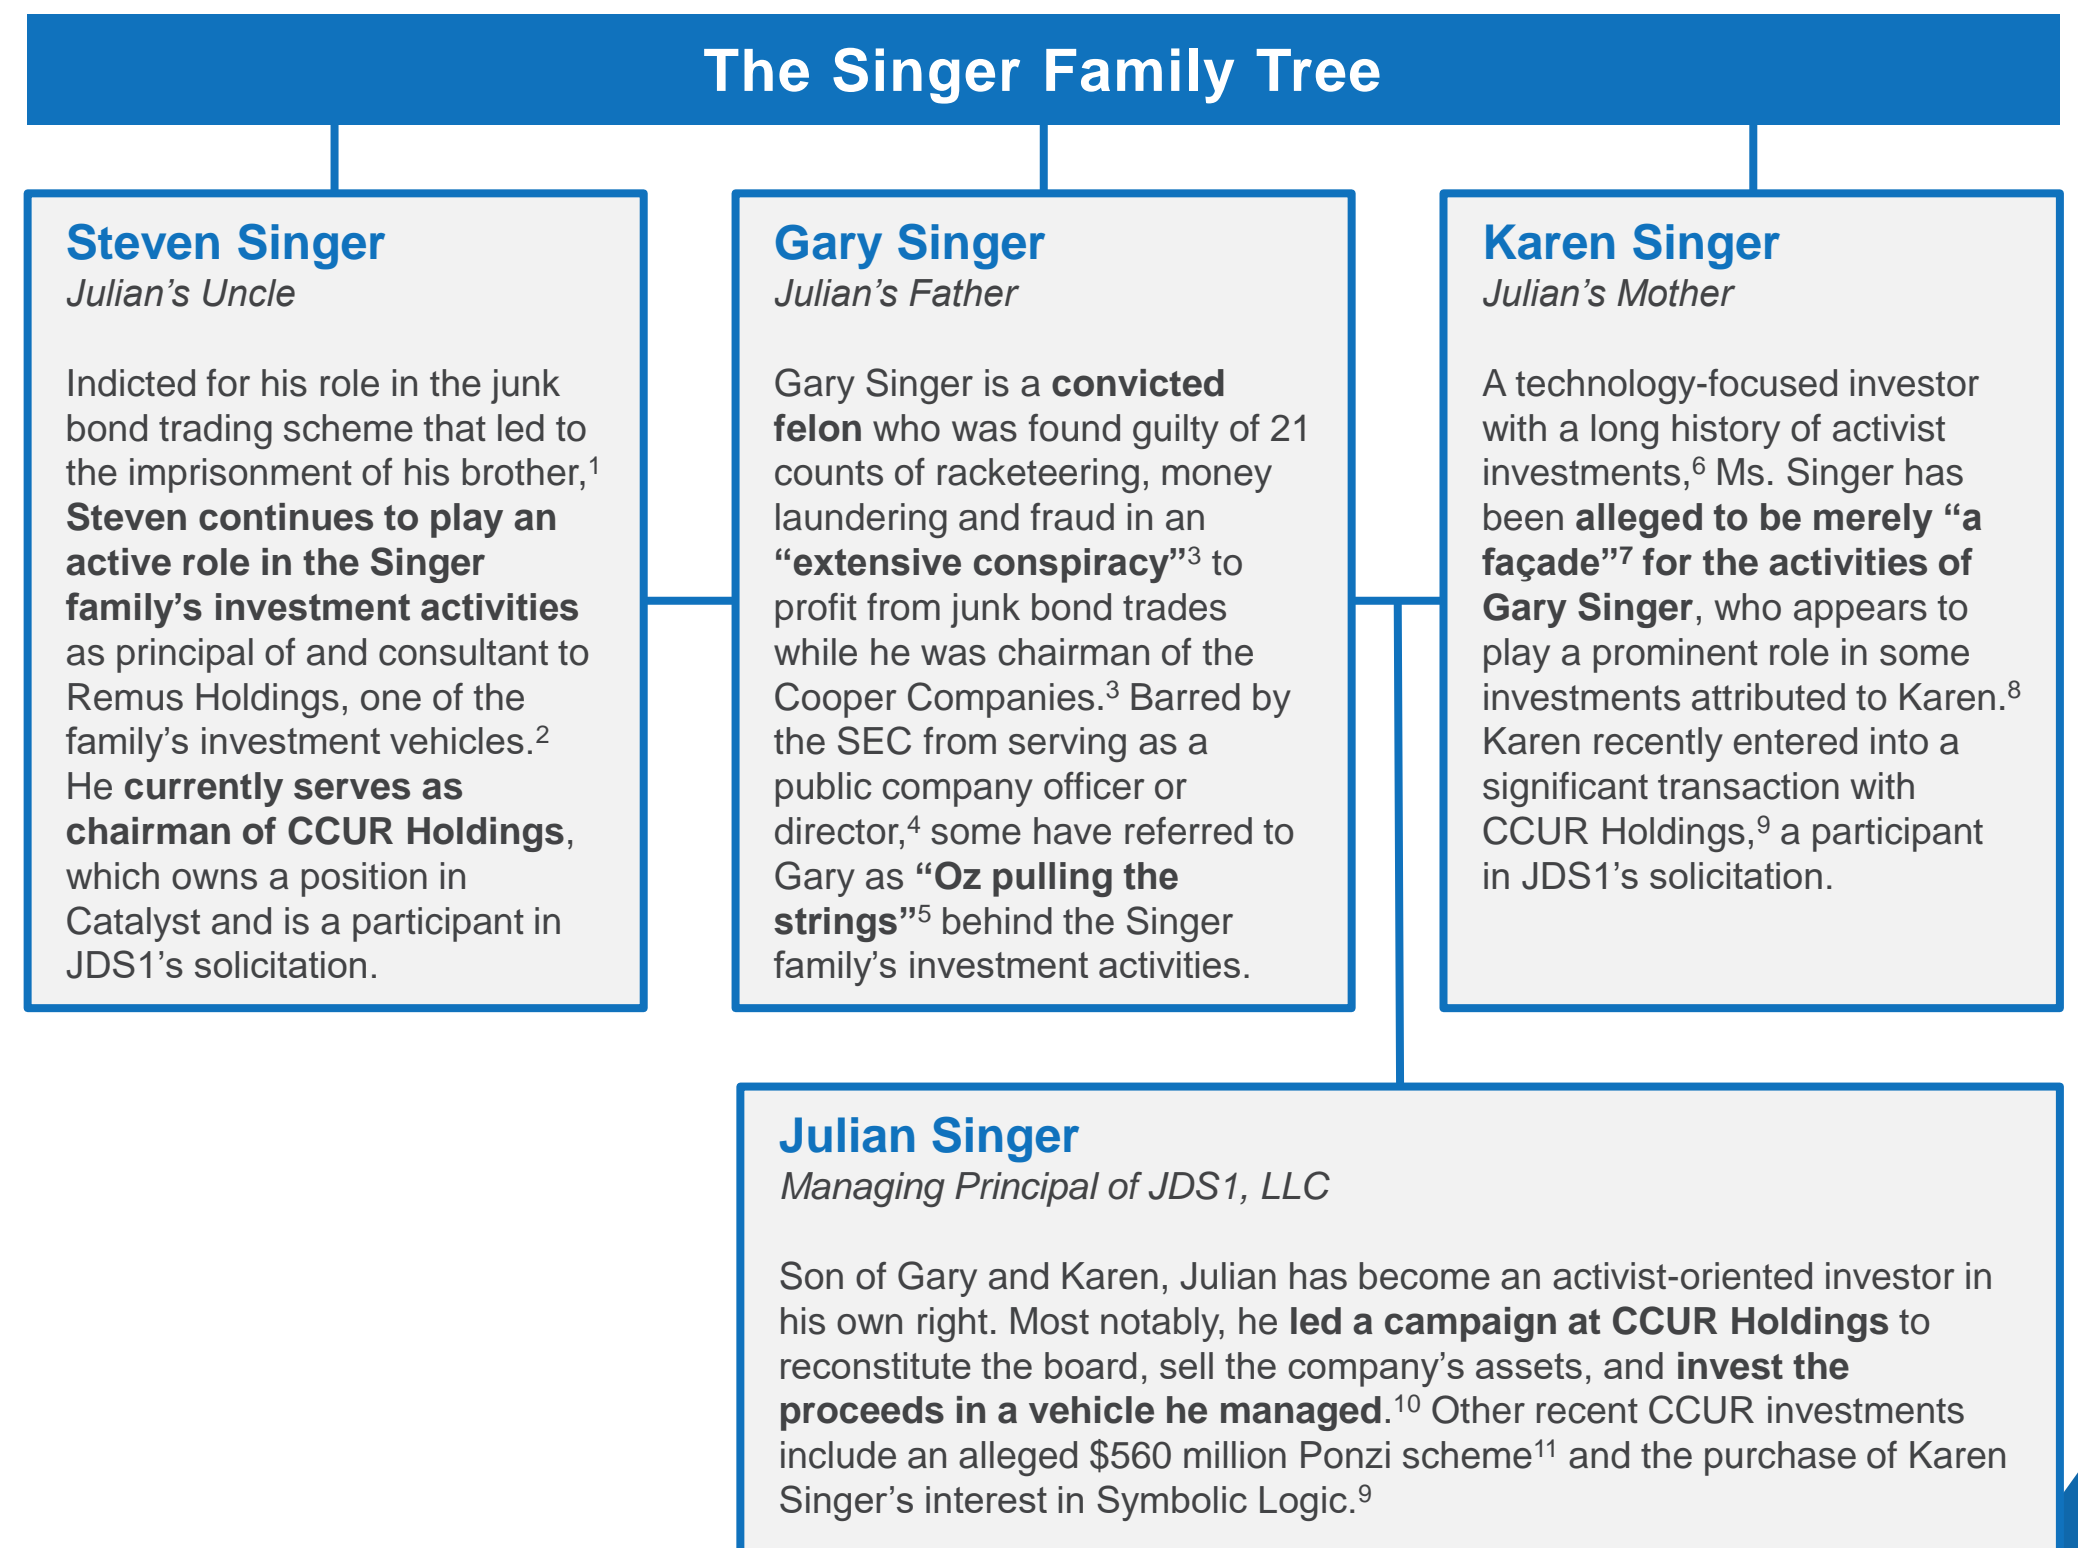 The Singer Family Tree
Steven Singer
Julian’s Uncle
Indicted for his role in the junk
bond trading scheme that led to
the imprisonment of his brother,1
Steven continues to play an
active role in the Singer
family’s investment activities
as principal of and consultant to
Remus Holdings, one of the
family’s investment vehicles.2
He currently serves as
chairman of CCUR Holdings,
which owns a position in
Catalyst and is a participant in
JDS1’s solicitation.
Gary Singer
Julian’s Father
Gary Singer is a convicted
felon who was found guilty of 21
counts of racketeering, money
laundering and fraud in an
“extensive conspiracy”3 to
profit from junk bond trades
while he was chairman of the
Cooper Companies.3 Barred by
the SEC from serving as a
public company officer or
director,4 some have referred to
Gary as “Oz pulling the
strings”5 behind the Singer
family’s investment activities.
Karen Singer
Julian’s Mother
A technology-focused investor
with a long history of activist
investments,6 Ms. Singer has
been alleged to be merely “a
façade”7 for the activities of
Gary Singer, who appears to
play a prominent role in some
investments attributed to Karen.8
Karen recently entered into a
significant transaction with
CCUR Holdings,9 a participant
in JDS1’s solicitation.
Julian Singer
Managing Principal of JDS1, LLC
Son of Gary and Karen, Julian has become an activist-oriented investor in
his own right. Most notably, he led a campaign at CCUR Holdings to
reconstitute the board, sell the company’s assets, and invest the
proceeds in a vehicle he managed.10 Other recent CCUR investments
include an alleged $560 million Ponzi scheme11 and the purchase of Karen
Singer’s interest in Symbolic Logic.9